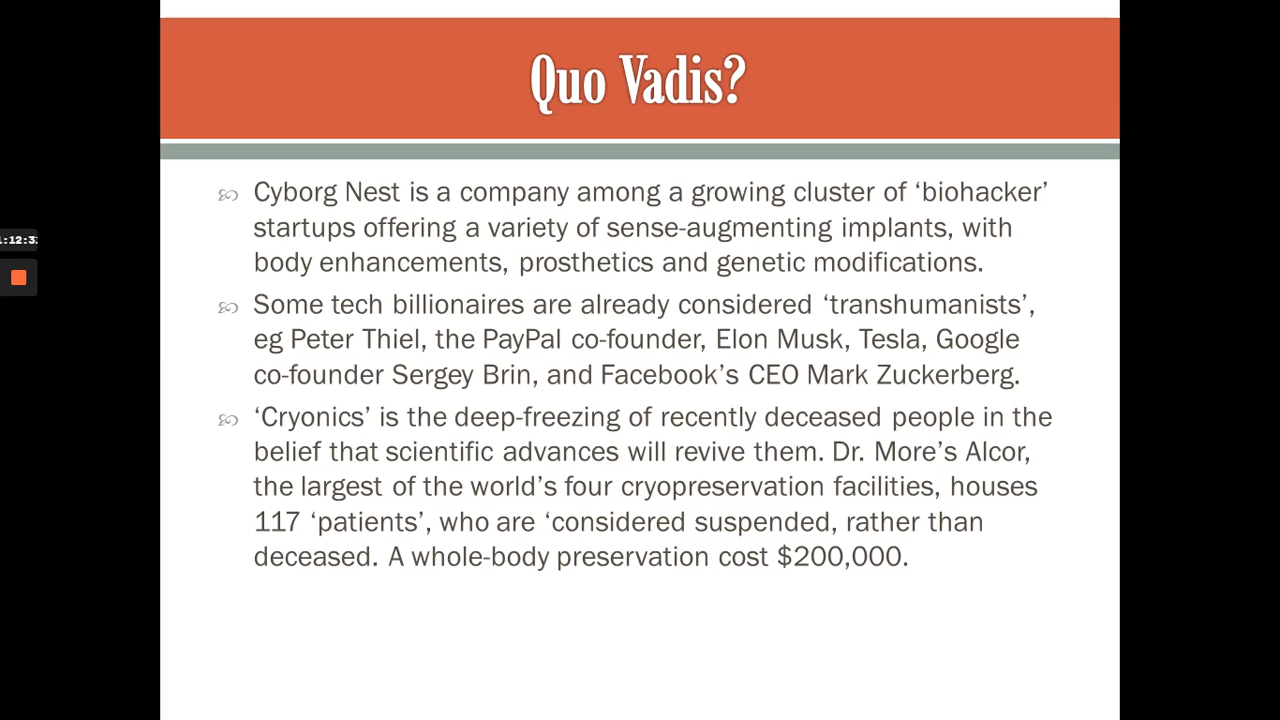 Quo Vadis?
Cyborg Nest is a company among a growing cluster of ‘biohacker’
startups offering a variety of sense-augmenting implants, with
body enhancements, prosthetics and genetic modifications.
Some tech billionaires are already considered ‘transhumanists’,
eg Peter Thiel, the PayPal co-founder, Elon Musk, Tesla, Google
co-founder Sergey Brin, and Facebook’s CEO Mark Zuckerberg.
‘Cryonics’ is the deep-freezing of recently deceased people in the
belief that scientific advances will revive them. Dr. More’s Alcor,
the largest of the world’s four cryopreservation facilities, houses
117 ‘patients’, who are ‘considered suspended, rather than
deceased. A whole-body preservation cost $200,000.